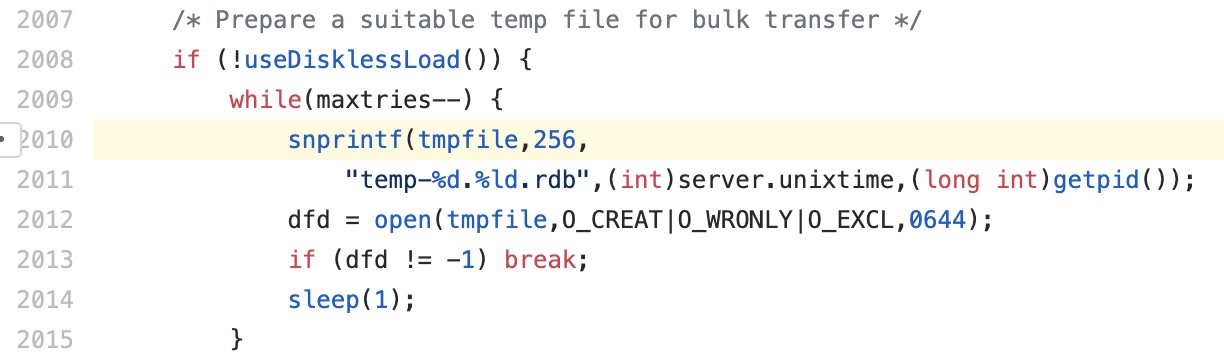 2007 /* Prepare a suitable temp file for bulk transfer */
2008 if (!useDisklessLoad()) {
2009 while(maxtries--) {
2010 snprintf(tmpfile,256,
2011 "temp-%d.%ld.rdb",(int)server.unixtime,(long int)getpid());
2012 dfd = open(tmpfile,O_CREAT|O_WRONLY|O_EXCL,0644);
2013 if (dfd != -1) break;
2014 sleep(1);
2015 }